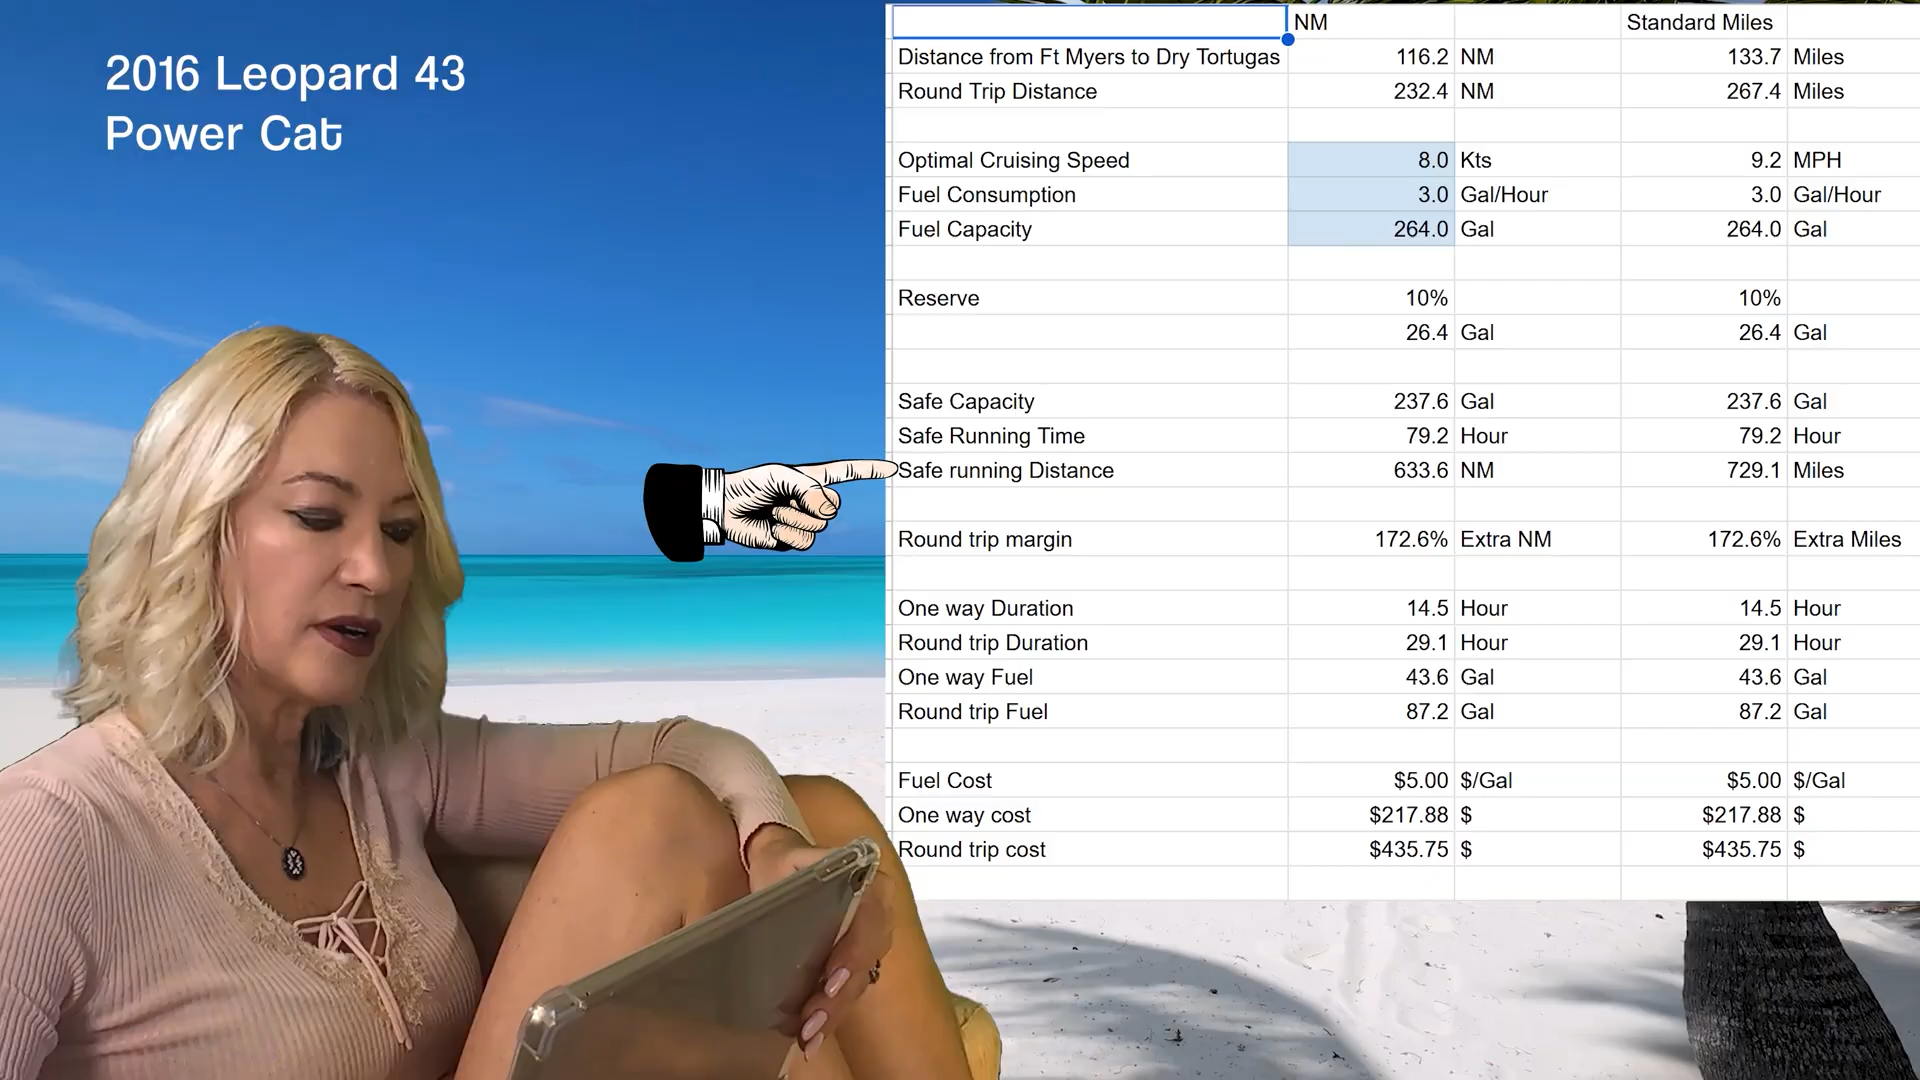 2016 Leopard 43
Power Cat
NM Standard Miles
Distance from Ft Myers to Dry Tortugas 116.2 NM 133.7 Miles
Round Trip Distance 232.4 NM 267.4 Miles
Optimal Cruising Speed 8.0 Kts 9.2 MPH
Fuel Consumption 3.0 Gal/Hour 3.0 Gal/Hour
Fuel Capacity 264.0 Gal 264.0 Gal
Reserve 10% 10%
26.4 Gal 26.4 Gal
Safe Capacity 237.6 Gal 237.6 Gal
Safe Running Time 79.2 Hour 79.2 Hour
Safe running Distance 633.6 NM 729.1 Miles
Round trip margin 172.6% Extra NM 172.6% Extra Miles
One way Duration 14.5 Hour 14.5 Hour
Round trip Duration 29.1 Hour 29.1 Hour
One way Fuel 43.6 Gal 43.6 Gal
Round trip Fuel 87.2 Gal 87.2 Gal
Fuel Cost $5.00 $/Gal $5.00 $/Gal
One way cost $217.88 $ $217.88 $
Round trip cost $435.75 $ $435.75 $